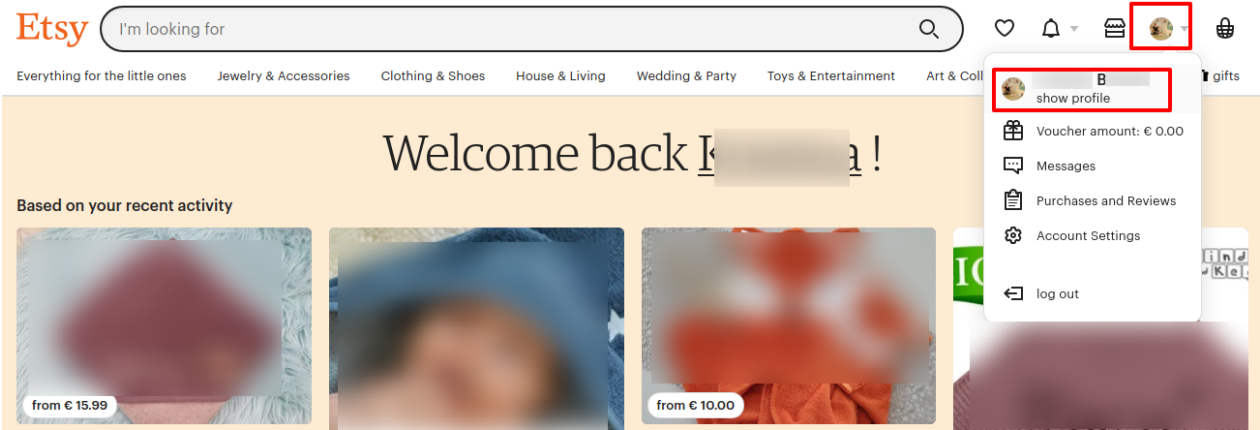 Etsy
I'm looking for
Everything for the little ones
Jewelry & Accessories
Clothing & Shoes
House & Living
Wedding & Party
Toys & Entertainment
Art & Coll
gifts
B
show profile
Voucher amount: € 0.00
Messages
Purchases and Reviews
Account Settings
log out
Welcome back K a !
Based on your recent activity
from € 15.99
from € 10.00